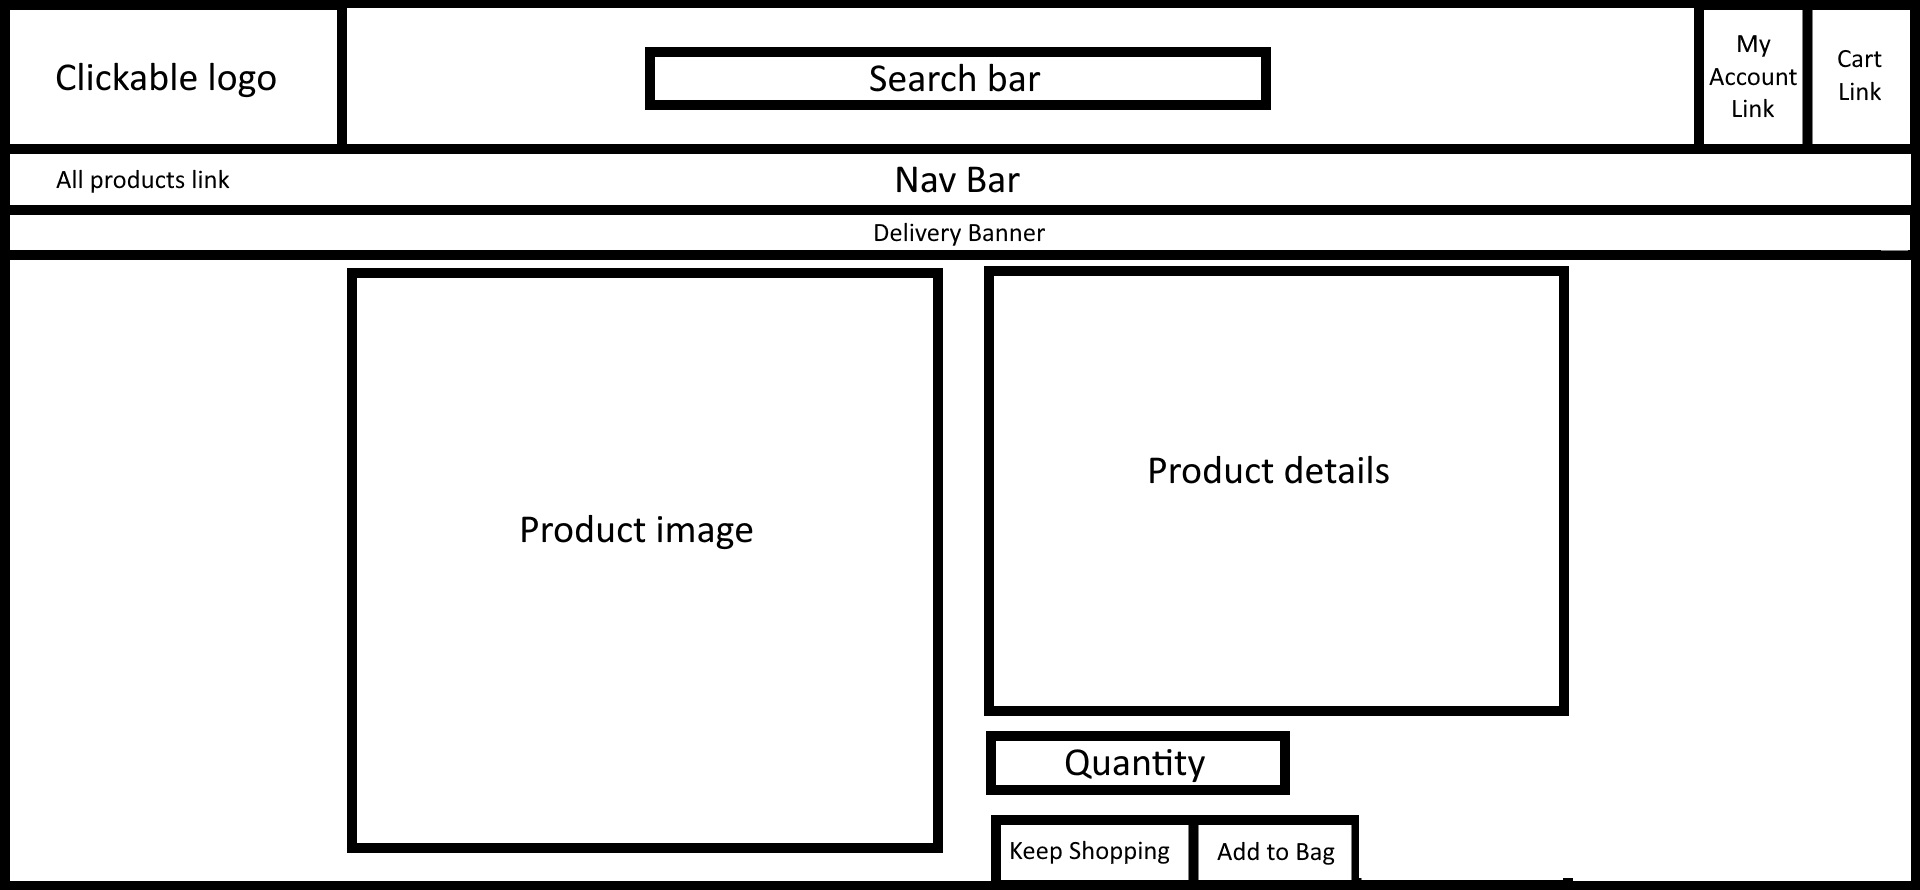 Clickable logo
Search bar
My
Account
Link
Cart
Link
All products link
Nav Bar
Delivery Banner
Product image
Product details
Quantity
Keep Shopping
Add to Bag